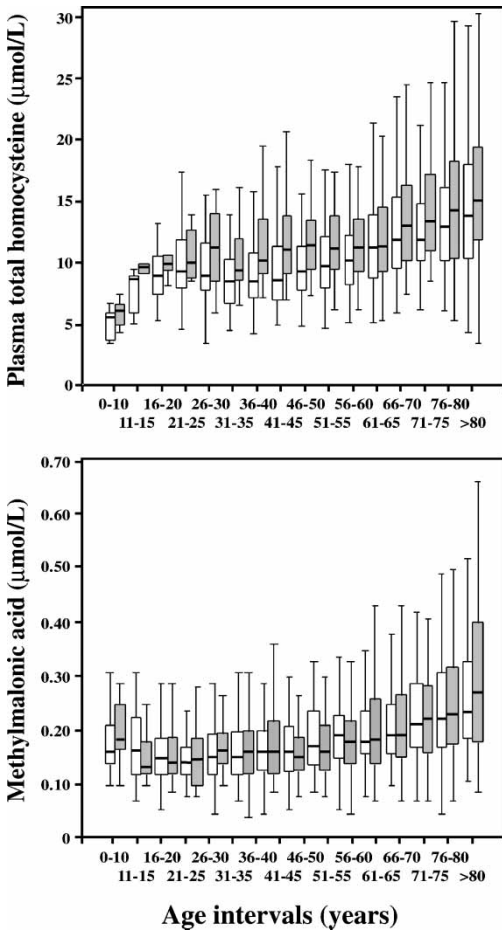 Plasma total homocysteine (μmol/L)
30
25
20
15
10
5
0
0-10 16-20 26-30 36-40 46-50 56-60 66-70 76-80
11-15 21-25 31-35 41-45 51-55 61-65 71-75 >80
Methylmalonic acid (μmol/L)
0.70
0.60
0.50
0.40
0.30
0.20
0.10
0
0-10 16-20 26-30 36-40 46-50 56-60 66-70 76-80
11-15 21-25 31-35 41-45 51-55 61-65 71-75 >80
Age intervals (years)